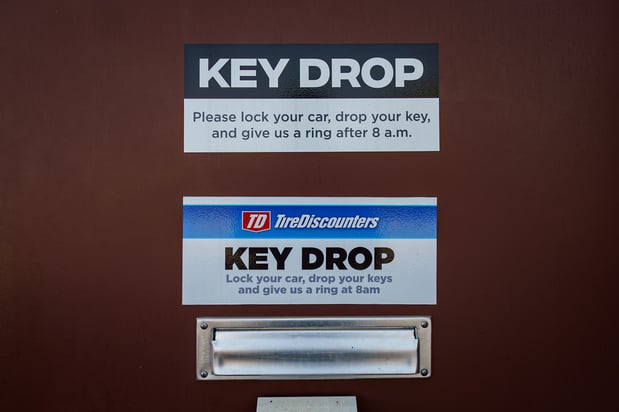 KEY DROP
Please lock your car, drop your key,
and give us a ring after 8 a.m.
TD TireDiscounters
KEY DROP
Lock your car, drop your keys
and give us a ring at 8am